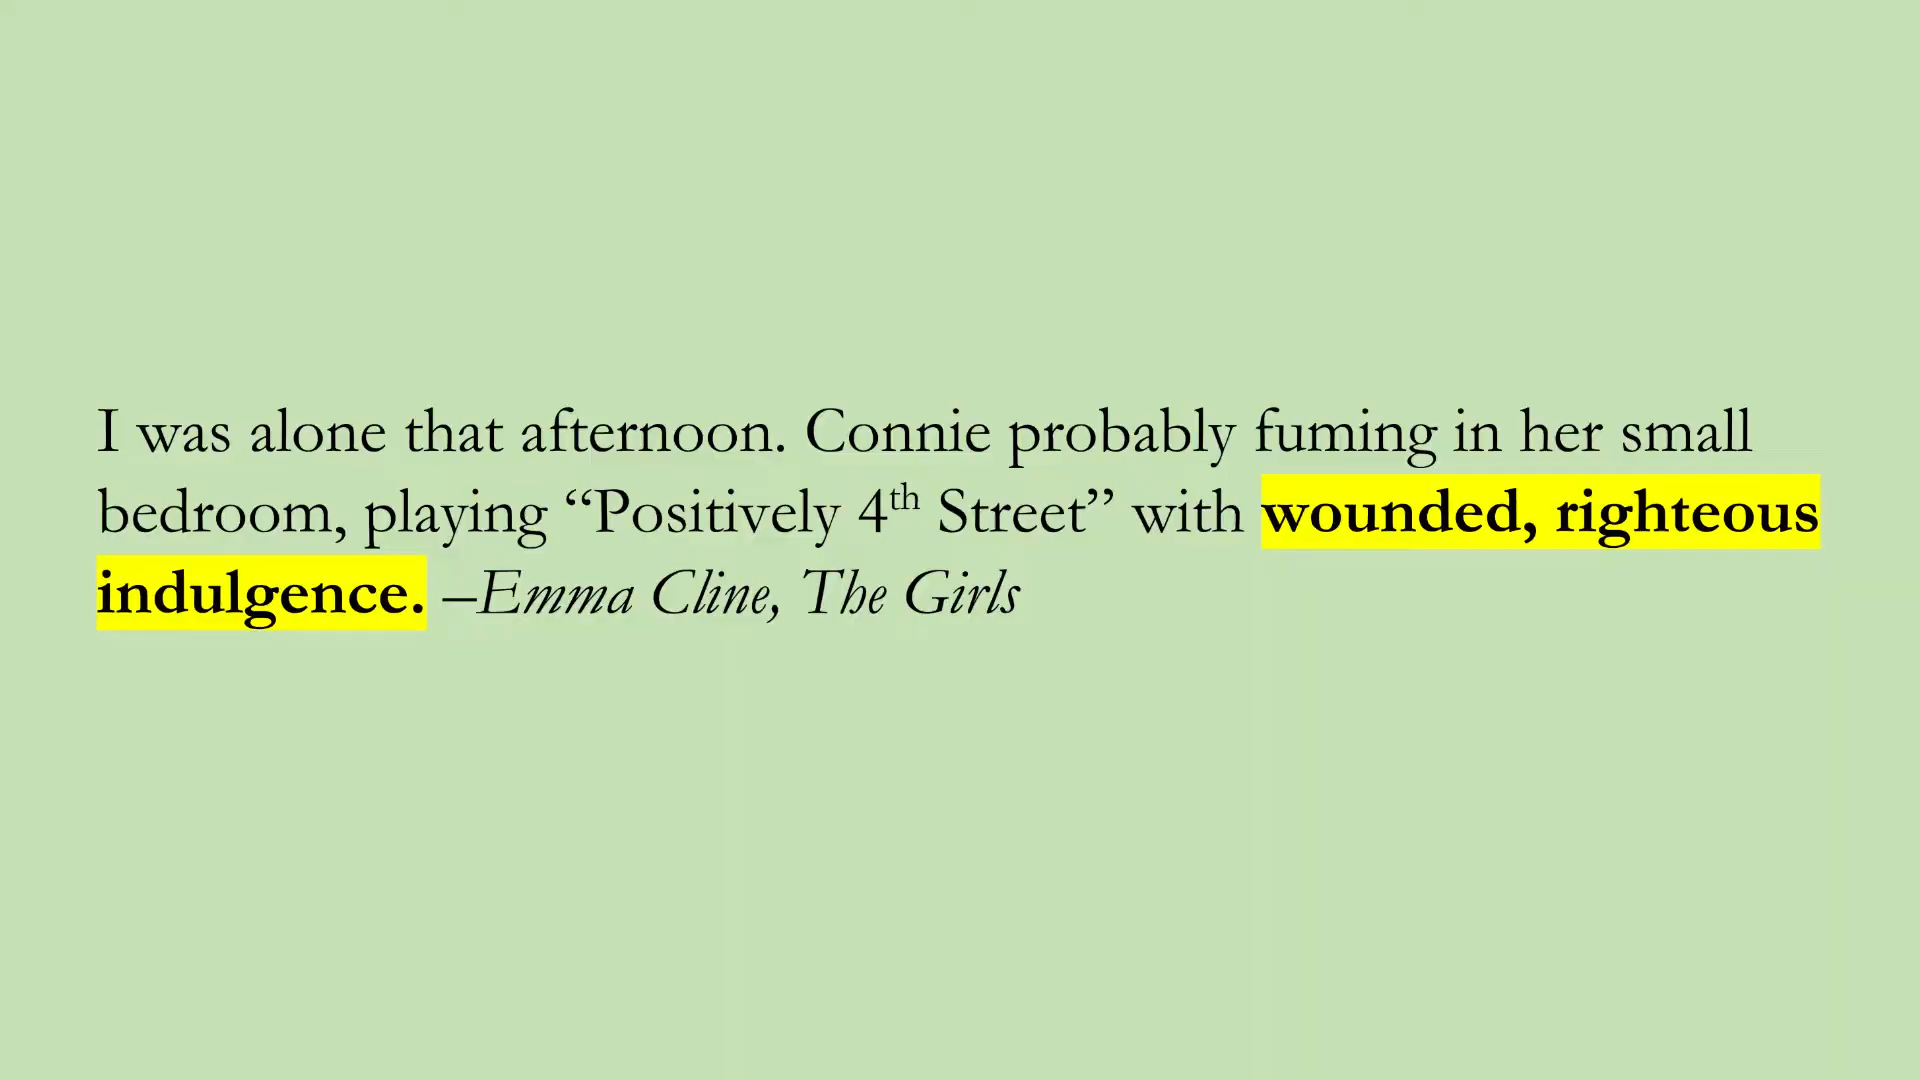 I was alone that afternoon. Connie probably fuming in her small
bedroom, playing “Positively 4th Street” with wounded, righteous
indulgence. –Emma Cline, The Girls